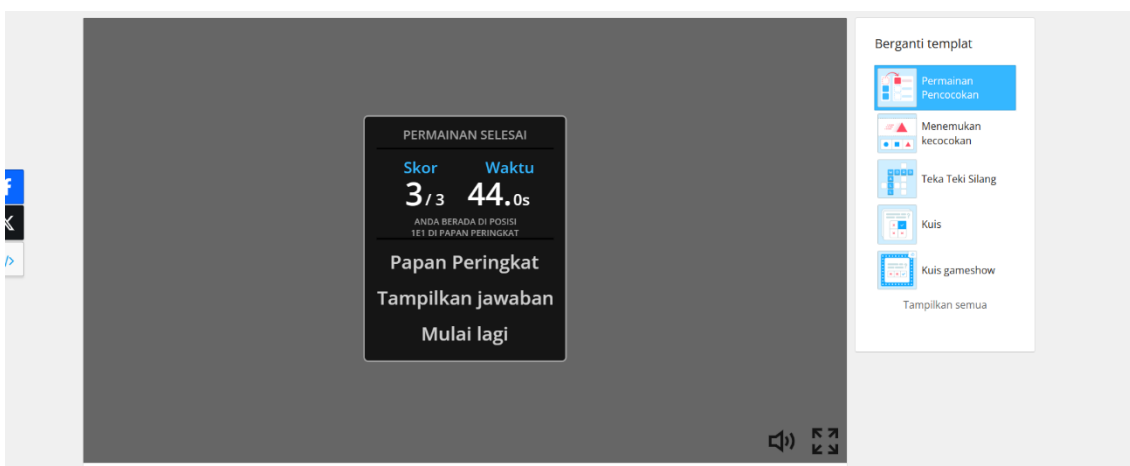 PERMAINAN SELESAI
Skor Waktu
3 / 3 44.0s
ANDA BERADA DI POSISI
1E1 DI PAPAN PERINGKAT
Papan Peringkat
Tampilkan jawaban
Mulai lagi
Berganti templat
Permainan
Pencocokan
Menemukan
kecocokan
Teka Teki Silang
Kuis
Kuis gameshow
Tampilkan semua